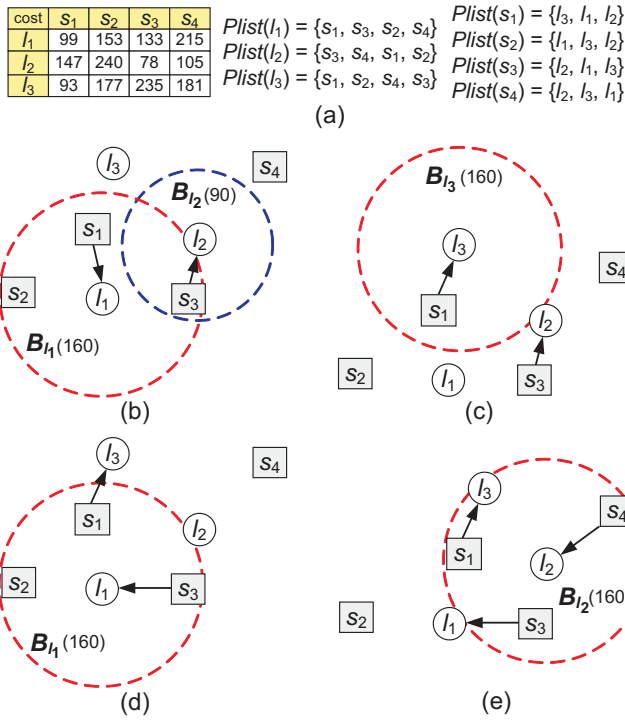 cost s1 s2 s3 s4
l1 99 153 133 215
l2 147 240 78 105
l3 93 177 235 181
Plist(l1) = {s1, s3, s2, s4}
Plist(l2) = {s3, s4, s1, s2}
Plist(l3) = {s1, s2, s4, s3}
Plist(s1) = {l3, l1, l2}
Plist(s2) = {l1, l3, l2}
Plist(s3) = {l2, l1, l3}
Plist(s4) = {l2, l3, l1}
(a)
l3
s4
Bl2(90)
s1
l2
s2
l1
s3
Bl1(160)
(b)
Bl3(160)
l3
s4
s1
l2
s2
l1
s3
(c)
l3
s4
s1
l2
s2
l1
s3
Bl1(160)
(d)
l3
s4
s1
l2
Bl2(160
s2
l1
s3
(e)